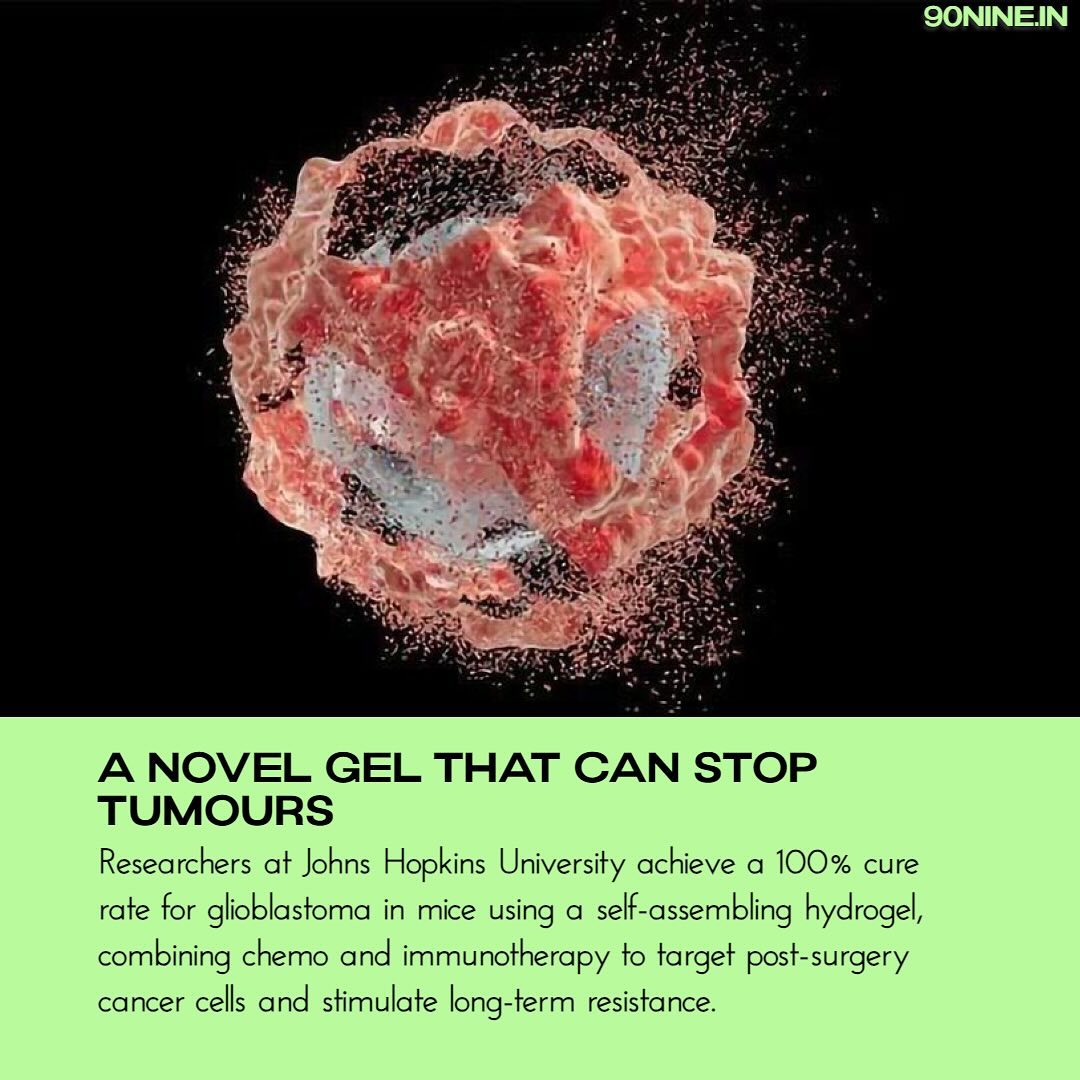 90NINE.IN
A NOVEL GEL THAT CAN STOP
TUMOURS
Researchers at Johns Hopkins University achieve a 100% cure
rate for glioblastoma in mice using a self-assembling hydrogel,
combining chemo and immunotherapy to target post-surgery
cancer cells and stimulate long-term resistance.